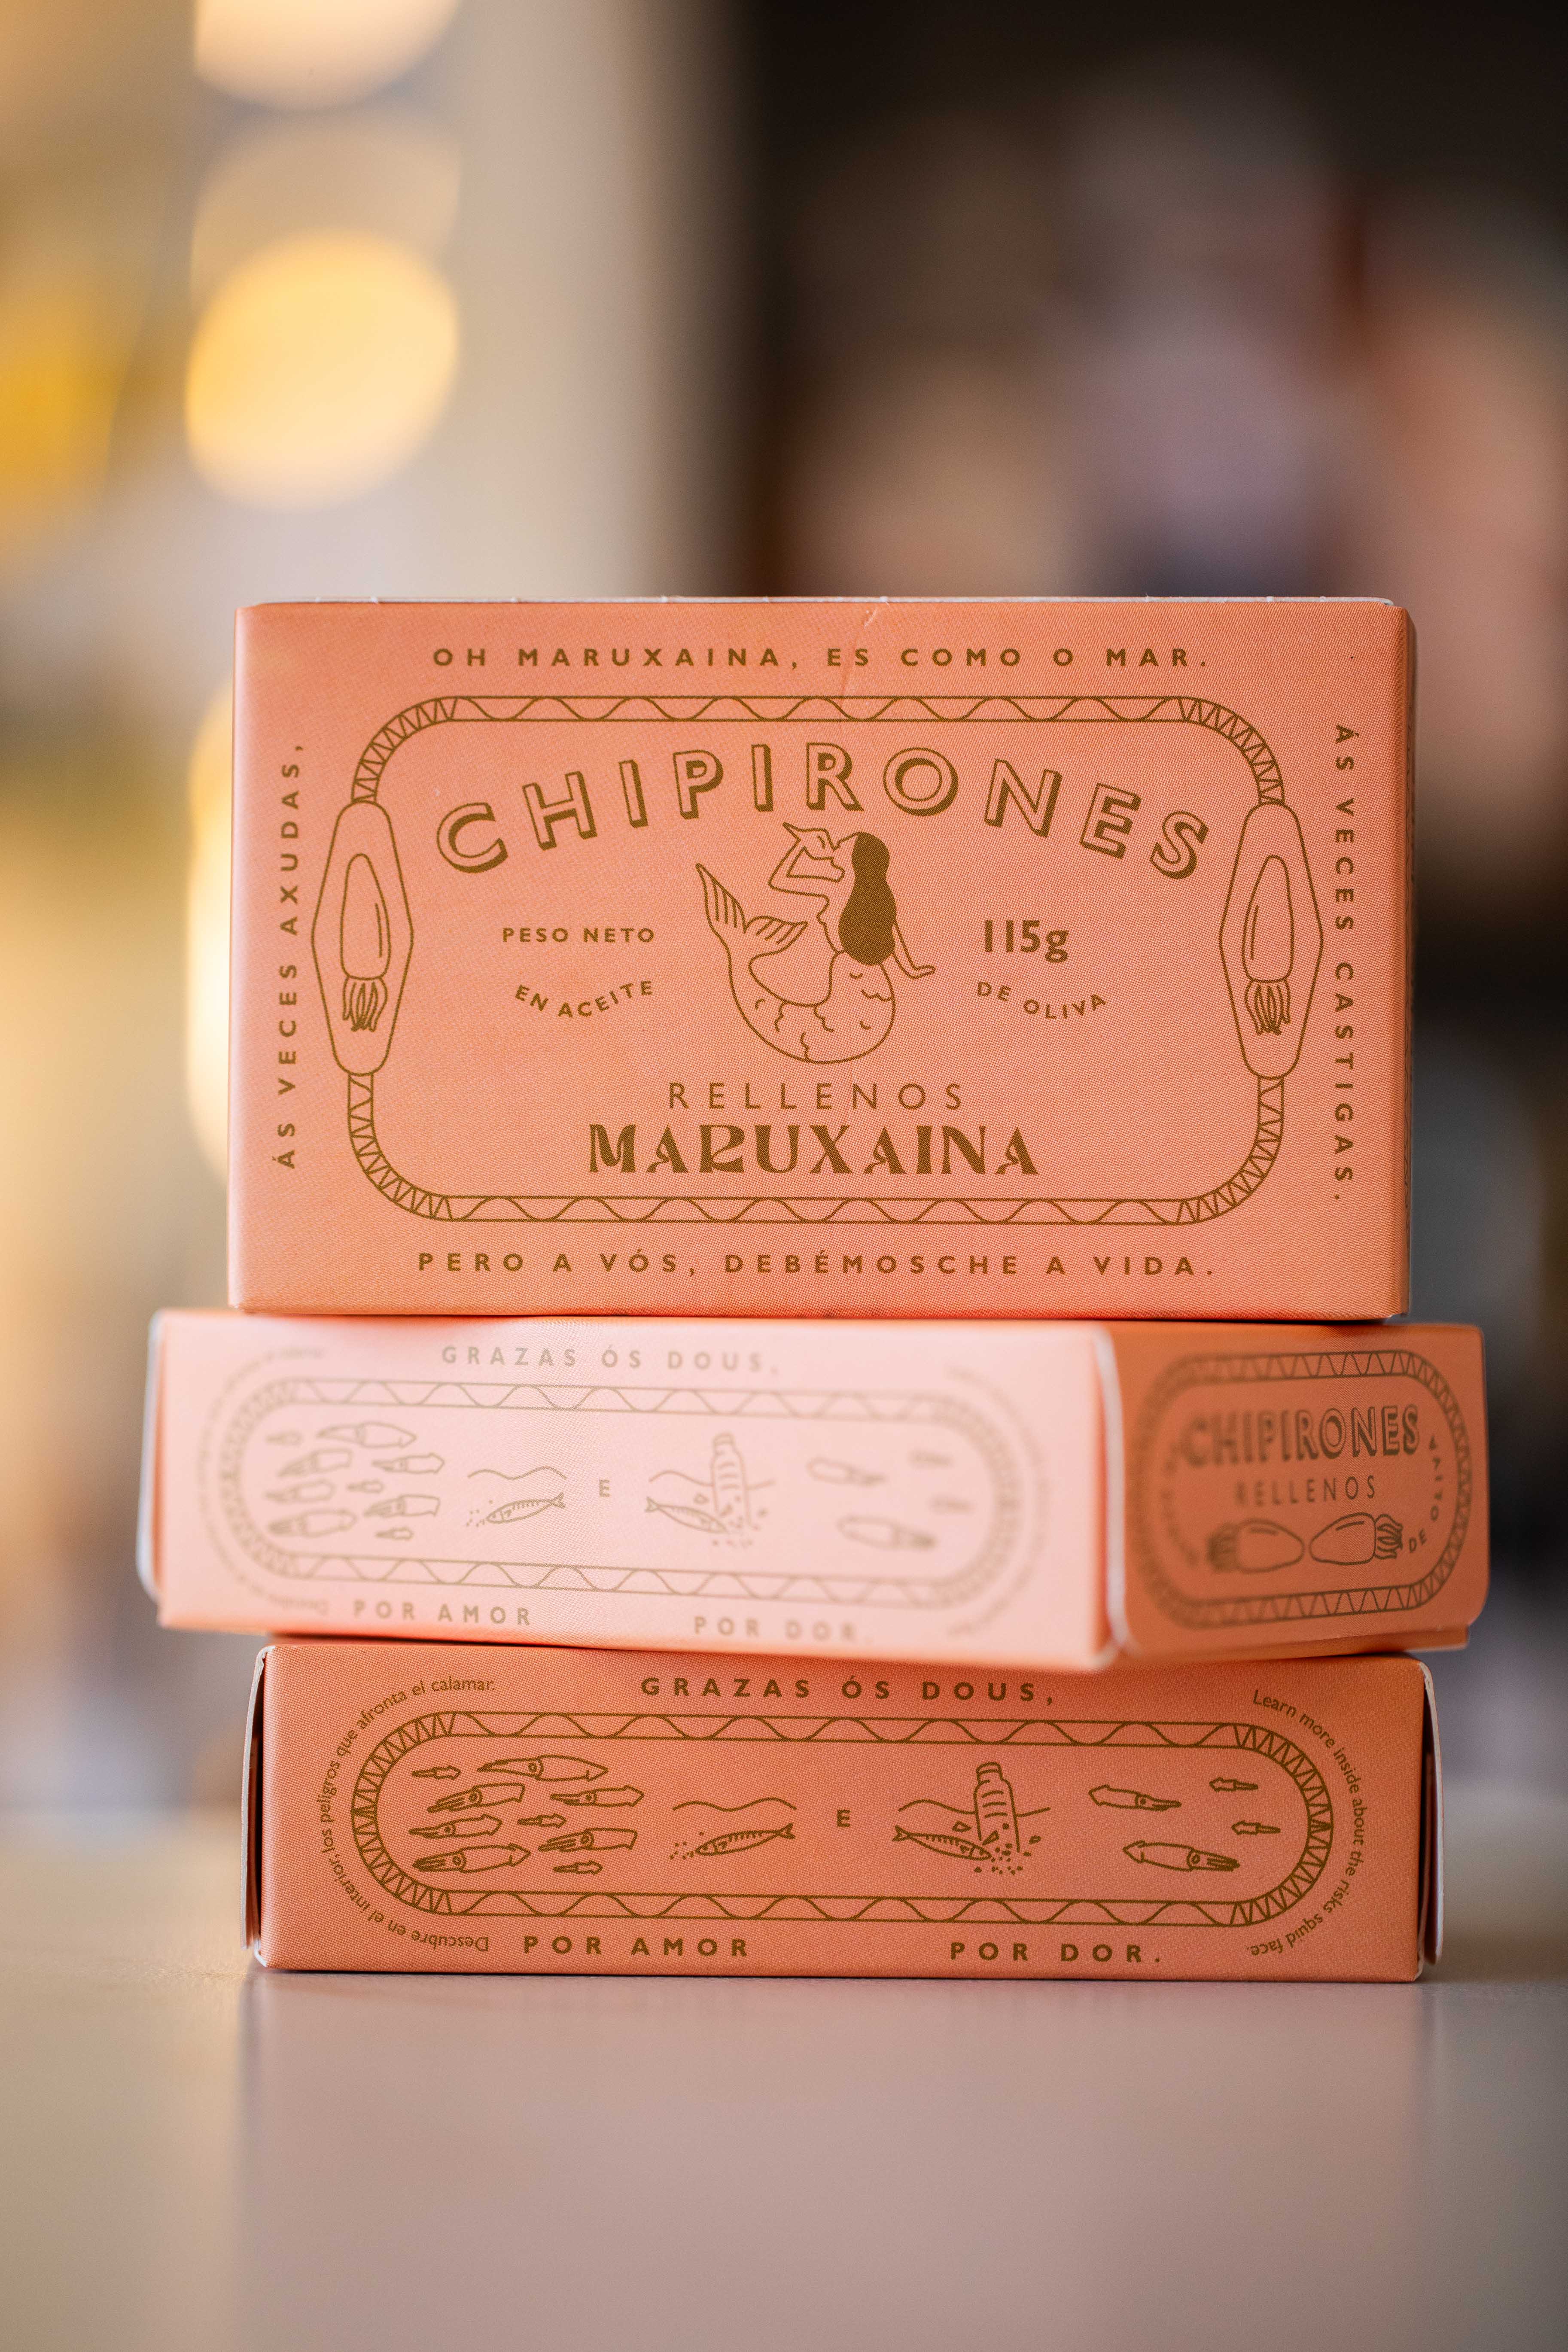 OH MARUXAINA, ES COMO O MAR.
ÁS VECES AXUDAS,
ÁS VECES CASTIGAS.
CHIPIRONES
PESO NETO
115g
EN ACEITE
DE OLIVA
RELLENOS
MARUXAINA
PERO A VÓS, DEBÉMOSCHE A VIDA.
GRAZAS ÓS DOUS,
E
POR AMOR
POR DOR.
CHIPIRONES
RELLENOS
DE OLIVA
GRAZAS ÓS DOUS,
Descubre en el interior, los peligros que afronta el calamar.
Learn more inside about the risks squid face.
E
POR AMOR
POR DOR.